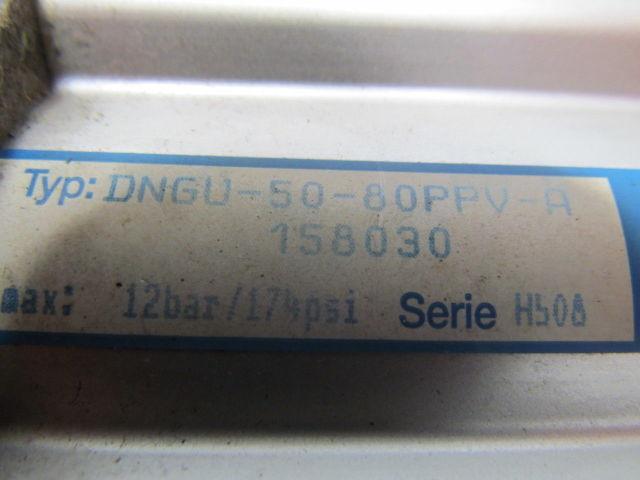 Typ: DNGU-50-80PPV-A
158030
max: 12bar/174psi Serie H508